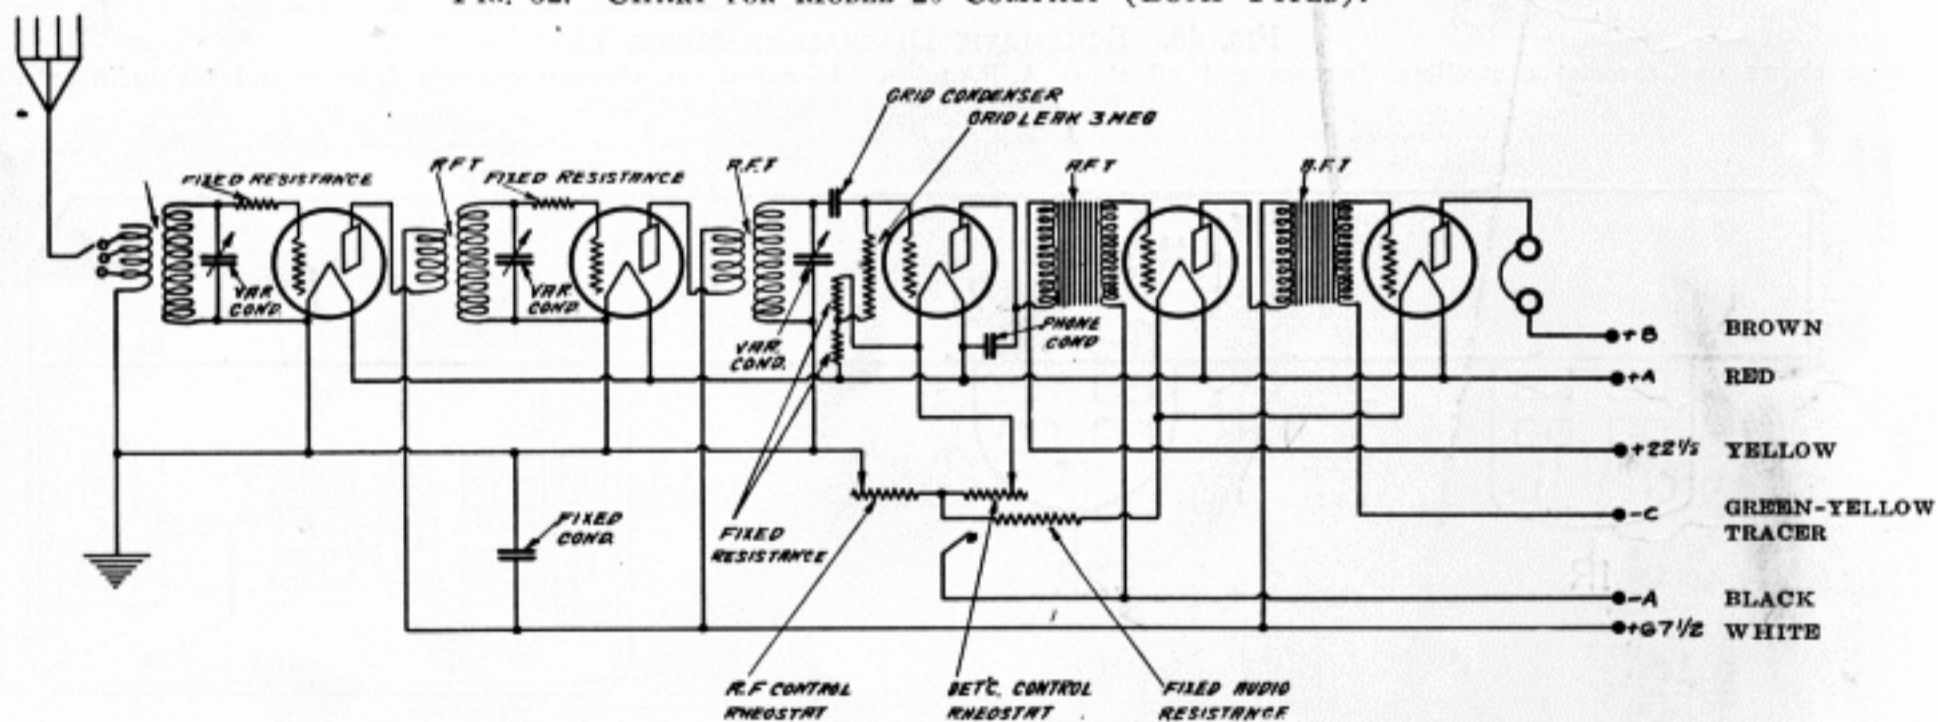 GRID CONDENSER
GRID LEAK 3 MEG
FIXED RESISTANCE
R.F.T
FIXED RESISTANCE
R.F.T
A.F.T
A.F.T
VAR
COND.
VAR
COND.
VAR
COND.
PHONE
COND
+B BROWN
+A RED
+22½ YELLOW
-C GREEN-YELLOW
TRACER
-A BLACK
+67 1/2 WHITE
FIXED
COND.
FIXED
RESISTANCE
R.F CONTROL
RHEOSTAT
DET'C. CONTROL
RHEOSTAT
FIXED AUDIO
RESISTANCE